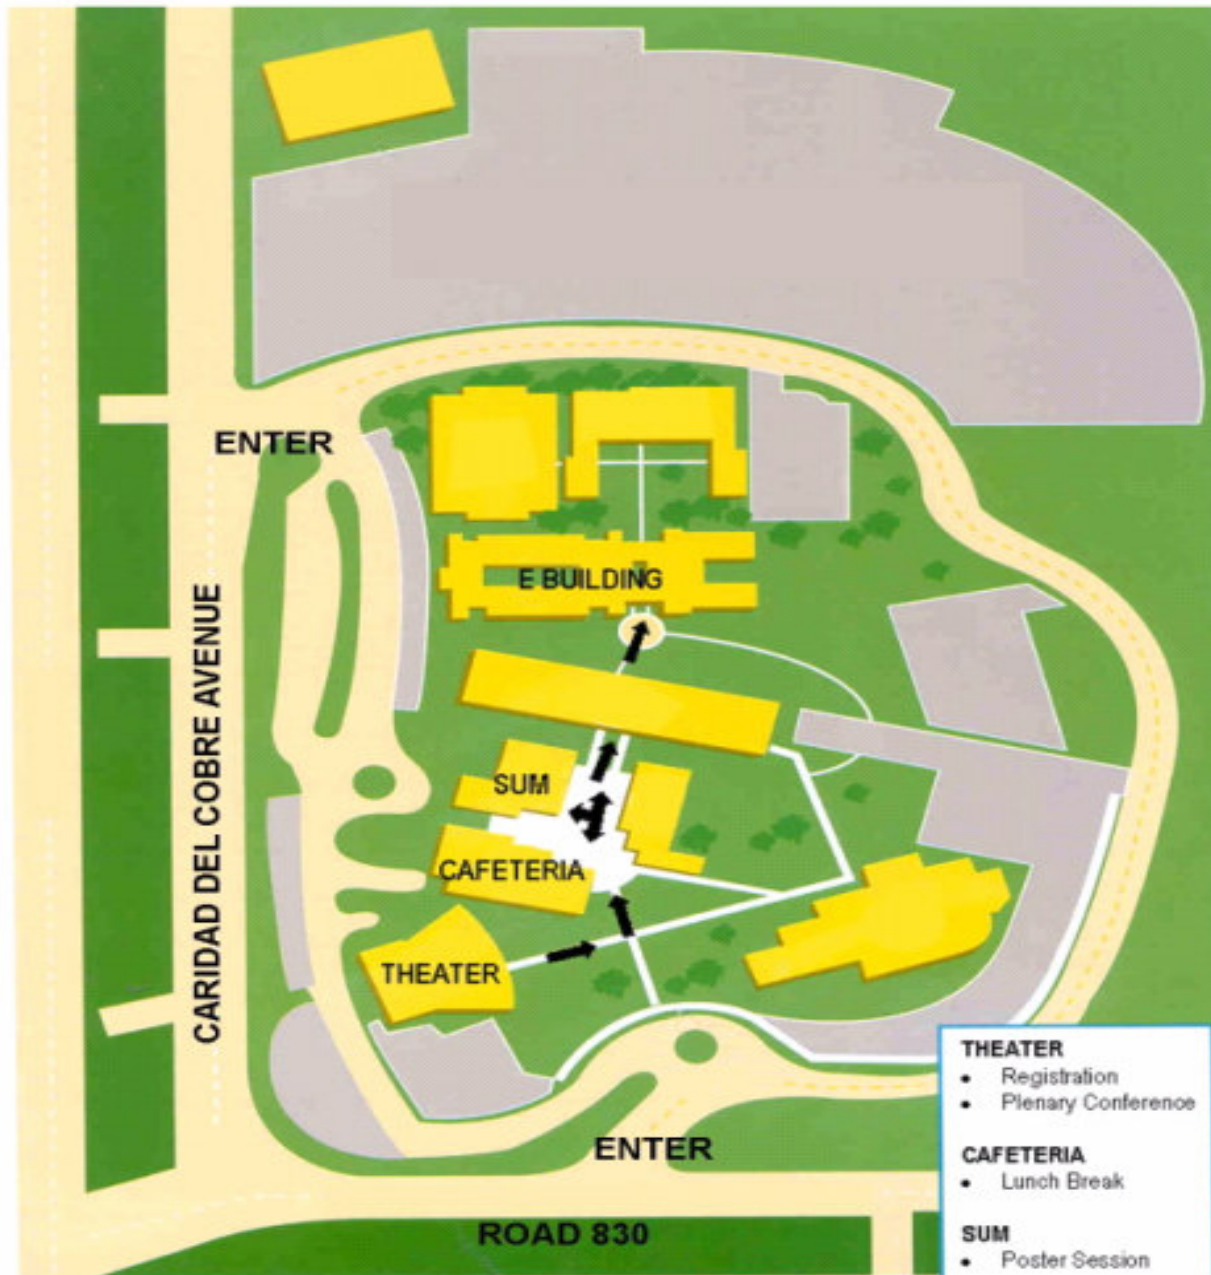 ENTER
E BUILDING
CARIDAD DEL COBRE AVENUE
SUM
CAFETERIA
THEATER
ENTER
ROAD 830
THEATER
• Registration
• Plenary Conference
CAFETERIA
• Lunch Break
SUM
• Poster Session